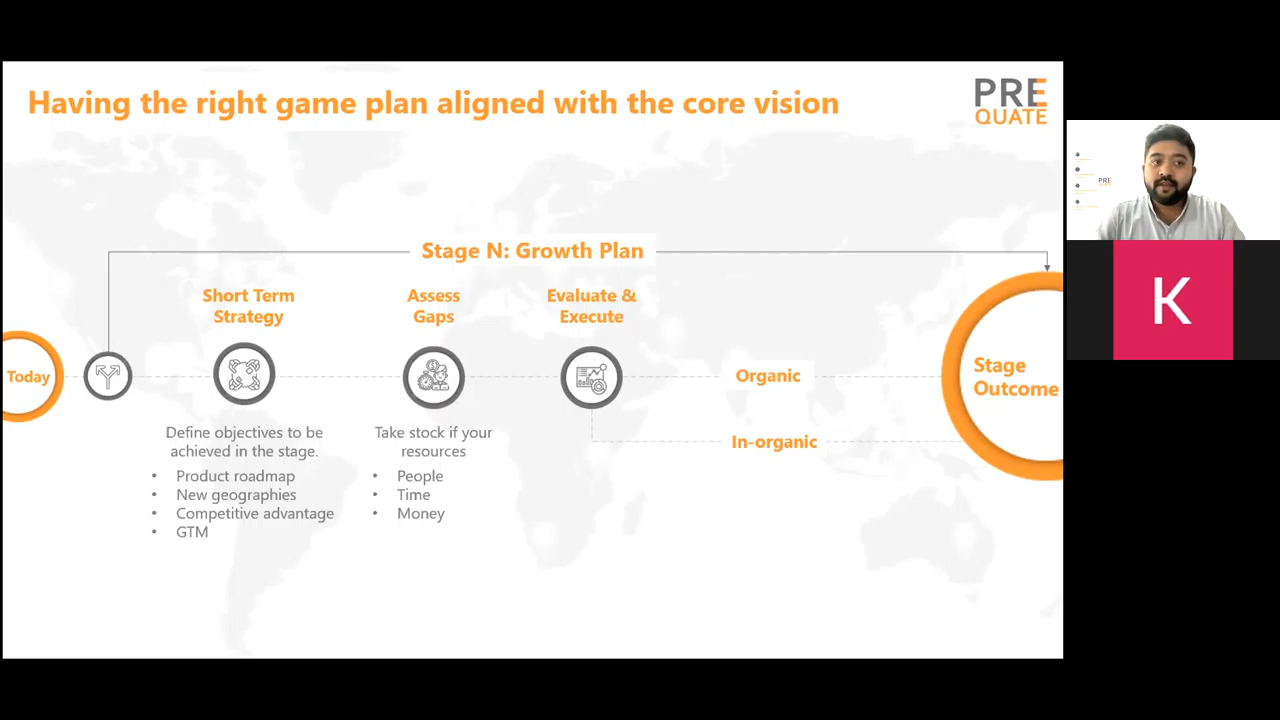 Having the right game plan aligned with the core vision
PRE
QUATE
Stage N: Growth Plan
Short Term
Strategy
Assess
Gaps
Evaluate &
Execute
Today
Organic
In-organic
Stage
Outcome
Define objectives to be
achieved in the stage.
• Product roadmap
• New geographies
• Competitive advantage
• GTM
Take stock if your
resources
• People
• Time
• Money
PRE
K